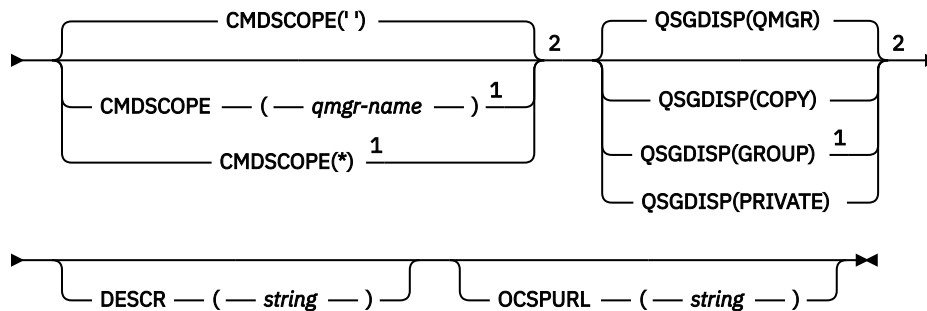 CMDSCOPE(' ')
2
CMDSCOPE ( qmgr-name ) 1
CMDSCOPE(*) 1
QSGDISP(QMGR)
2
QSGDISP(COPY)
QSGDISP(GROUP) 1
QSGDISP(PRIVATE)
DESCR ( string )
OCSPURL ( string )